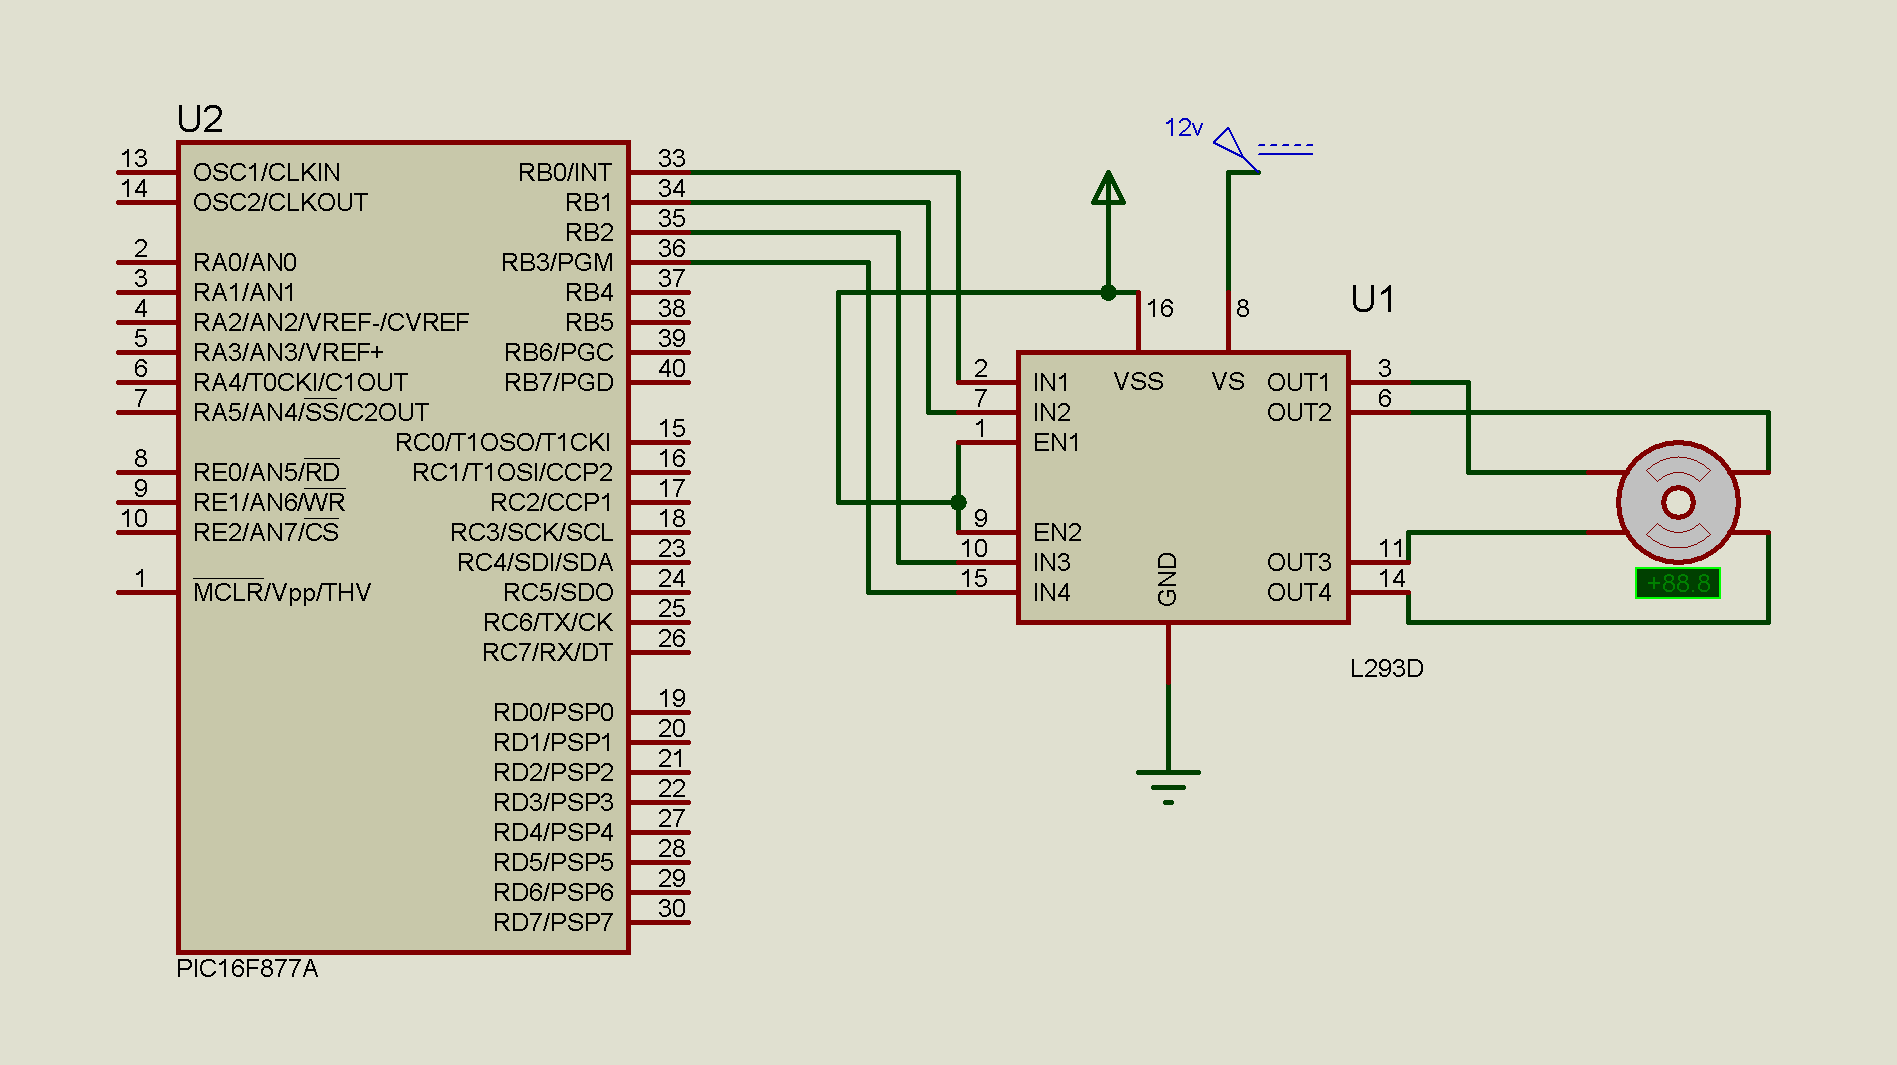 U2
13 OSC1/CLKIN
14 OSC2/CLKOUT
2 RA0/AN0
3 RA1/AN1
4 RA2/AN2/VREF-/CVREF
5 RA3/AN3/VREF+
6 RA4/T0CKI/C1OUT
7 RA5/AN4/SS/C2OUT
8 RE0/AN5/RD
9 RE1/AN6/WR
10 RE2/AN7/CS
1 MCLR/Vpp/THV
RB0/INT 33
RB1 34
RB2 35
RB3/PGM 36
RB4 37
RB5 38
RB6/PGC 39
RB7/PGD 40
RC0/T1OSO/T1CKI 15
RC1/T1OSI/CCP2 16
RC2/CCP1 17
RC3/SCK/SCL 18
RC4/SDI/SDA 23
RC5/SDO 24
RC6/TX/CK 25
RC7/RX/DT 26
RD0/PSP0 19
RD1/PSP1 20
RD2/PSP2 21
RD3/PSP3 22
RD4/PSP4 27
RD5/PSP5 28
RD6/PSP6 29
RD7/PSP7 30
PIC16F877A
12v
U1
16 8
VSS VS
2 IN1
7 IN2
1 EN1
9 EN2
10 IN3
15 IN4
GND
OUT1 3
OUT2 6
OUT3 11
OUT4 14
L293D
+88.8